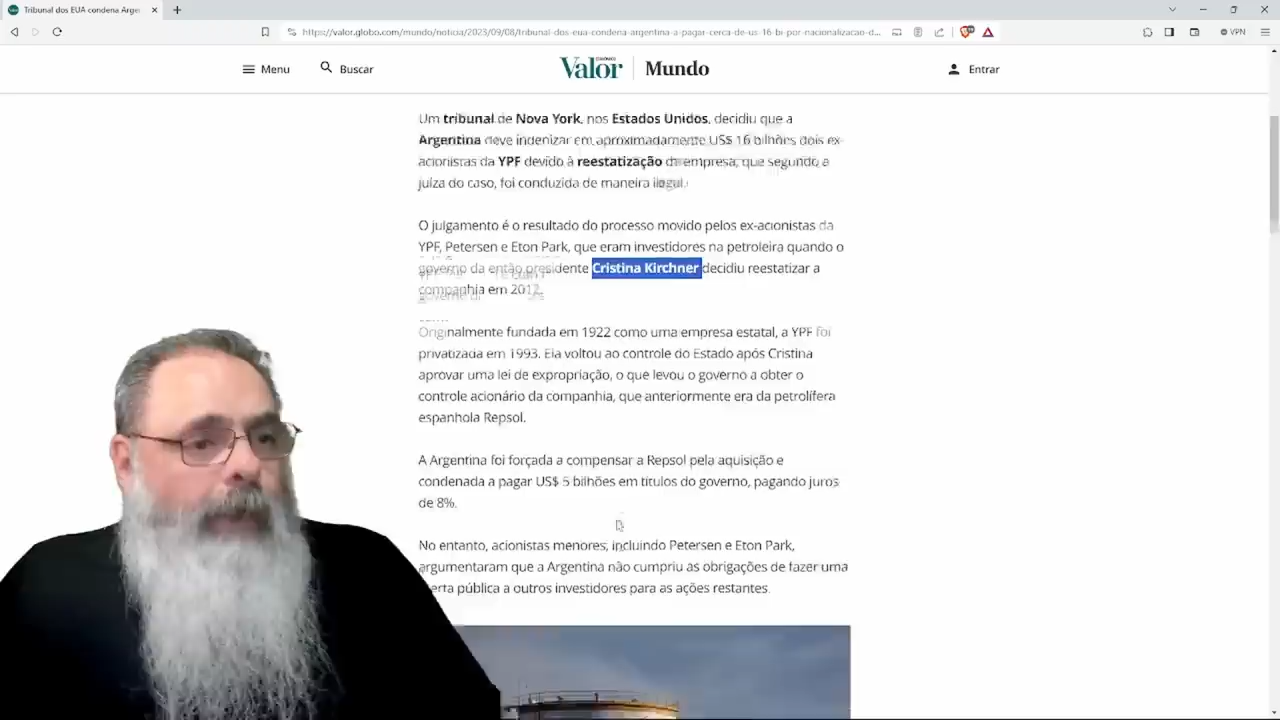 Tribunal dos EUA condena Arge
https://valor.globo.com/mundo/noticia/2023/09/08/tribunal-dos-eua-condena-argentina-a-pagar-cerca-de-us-16-bi-por-nacionalizacao-d...
VPN
Menu
Buscar
Valor
Mundo
Entrar
Um tribunal de Nova York, nos Estados Unidos, decidiu que a
Argentina deve indenizar em aproximadamente US$ 16 bilhões dois ex-
acionistas da YPF devido à reestatização da empresa, que segundo a
juíza do caso, foi conduzida de maneira ilegal.
O julgamento é o resultado do processo movido pelos ex-acionistas da
YPF, Petersen e Eton Park, que eram investidores na petroleira quando o
governo da então presidente Cristina Kirchner decidiu reestatizar a
companhia em 2012.
Originalmente fundada em 1922 como uma empresa estatal, a YPF foi
privatizada em 1993. Ela voltou ao controle do Estado após Cristina
aprovar uma lei de expropriação, o que levou o governo a obter o
controle acionário da companhia, que anteriormente era da petrolífera
espanhola Repsol.
A Argentina foi forçada a compensar a Repsol pela aquisição e
condenada a pagar US$ 5 bilhões em títulos do governo, pagando juros
de 8%.
No entanto, acionistas menores, incluindo Petersen e Eton Park,
argumentaram que a Argentina não cumpriu as obrigações de fazer uma
erta pública a outros investidores para as ações restantes.